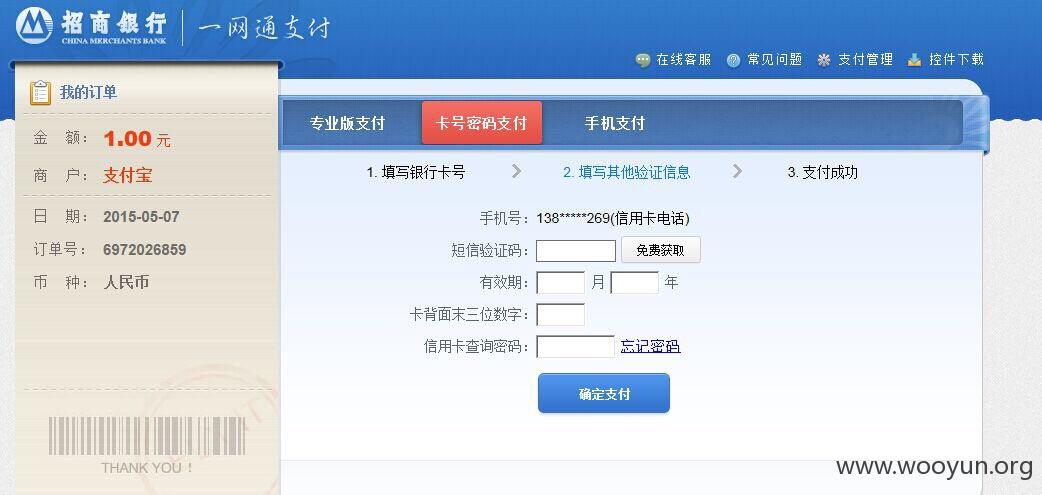 招商银行 一网通支付
CHINA MERCHANTS BANK
在线客服 常见问题 支付管理 控件下载
我的订单
金 额： 1.00 元
商 户： 支付宝
日 期： 2015-05-07
订单号： 6972026859
币 种： 人民币
THANK YOU !
专业版支付 卡号密码支付 手机支付
1. 填写银行卡号 2. 填写其他验证信息 3. 支付成功
手机号：138*****269(信用卡电话)
短信验证码： 免费获取
有效期： 月 年
卡背面末三位数字：
信用卡查询密码： 忘记密码
确定支付
www.wooyun.org